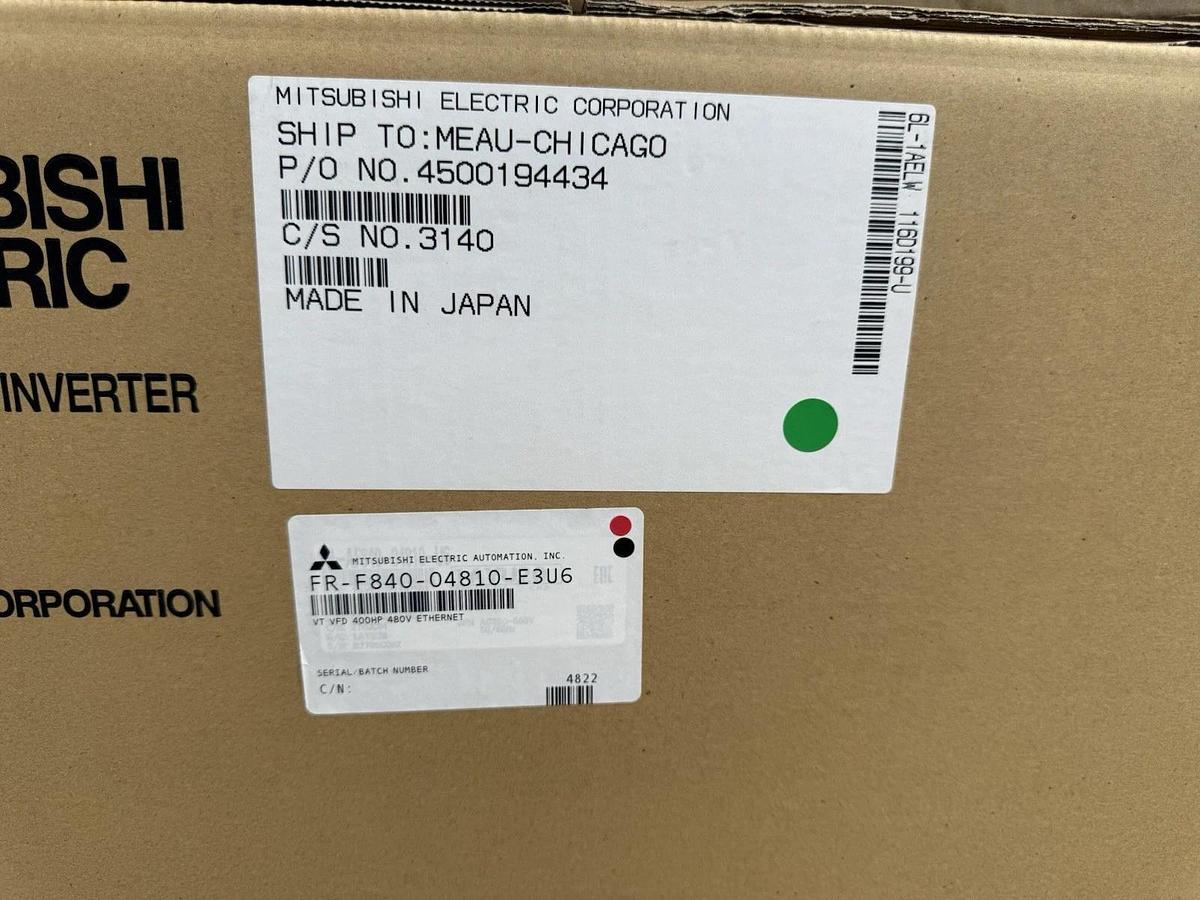 BISHI
RIC
INVERTER
ORPORATION
MITSUBISHI ELECTRIC CORPORATION
SHIP TO:MEAU-CHICAGO
P/O NO.4500194434
C/S NO.3140
MADE IN JAPAN
6L-1AELW 116D199-U
MITSUBISHI ELECTRIC AUTOMATION, INC.
FR-F840-04810-E3U6
VT VFD 400HP 480V ETHERNET
SERIAL/BATCH NUMBER
C/N:
4822